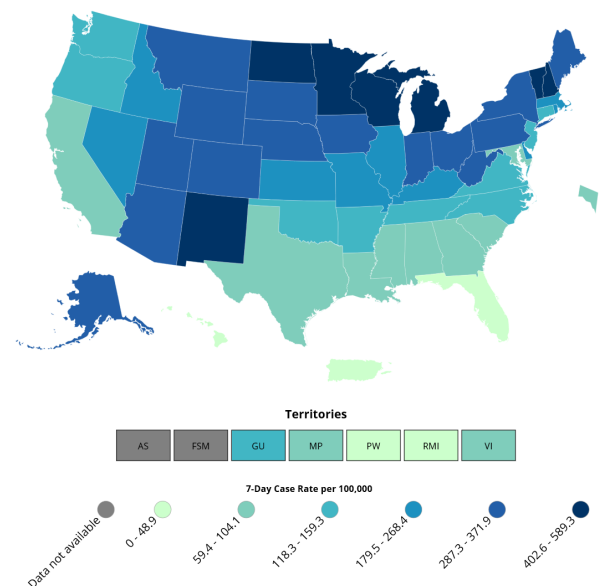 Territories
AS FSM GU MP PW RMI VI
7-Day Case Rate per 100,000
Data not available
0 - 48.9
59.4 - 104.1
118.3 - 159.3
179.5 - 268.4
287.3 - 371.9
402.6 - 589.3